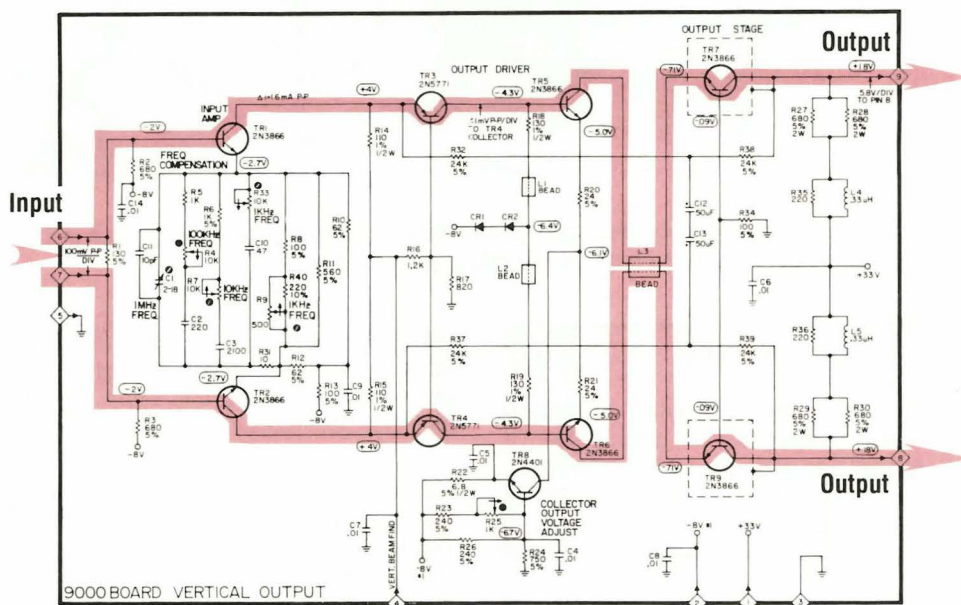 OUTPUT STAGE
TR7
2N3866
Output
-7.1V
+18V
9
5.8V/DIV
TO PIN 8
-.09V
OUTPUT DRIVER
TR3
2N5771
TR5
2N3866
+4V
-4.3V
-5.0V
TO TR4
COLLECTOR
INPUT
AMP
TR1
2N3866
-2V
-2.7V
FREQ
COMPENSATION
R2
680
5%
-8V
C14
.01
Input
6
100mV P-P
DIV
7
5
R1
130
5%
C11
10pF
C1
2-18
1MHz
FREQ
R5
1K
100KHz
FREQ
R4
10K
R7
10K
C2
220
R6
1K
5%
10KHz
FREQ
C3
2100
R33
10K
1KHz
FREQ
C10
.47
R8
100
5%
R40
220
10%
R9
500
1KHz
FREQ
R10
62
5%
R11
560
5%
R31
10
R12
62
5%
R13
100
5%
-8V
C9
.01
R14
110
1%
1/2W
R32
24K
5%
R18
130
1%
1/2W
L1
BEAD
CR1
CR2
-8V
-6.4V
R16
1.2K
R17
820
L2
BEAD
R20
24
5%
-6.1V
L3
BEAD
R38
24K
5%
C12
50uF
C13
50uF
R34
100
5%
R27
680
5%
2W
R28
680
5%
2W
R35
220
L4
.33uH
+33V
C6
.01
R36
220
L5
.33uH
R29
680
5%
2W
R30
680
5%
2W
R37
24K
5%
R39
24K
5%
R15
110
1%
1/2W
R19
130
1%
1/2W
R21
24
5%
-2V
-2.7V
TR2
2N3866
R3
680
5%
-8V
+4V
TR4
2N5771
-4.3V
-5.0V
TR6
2N3866
-.09V
-7.1V
TR9
2N3866
+18V
8
Output
C5
.01
TR8
2N4401
R22
6.8
5% 1/2W
R23
240
5%
R25
1K
COLLECTOR
OUTPUT
VOLTAGE
ADJUST
-6.7V
R26
240
5%
R24
750
5%
C4
.01
-8V
#1
C7
.01
VERT. BEAM FIND
4
C8
.01
-8V #1
2
+33V
1
3
9000 BOARD VERTICAL OUTPUT